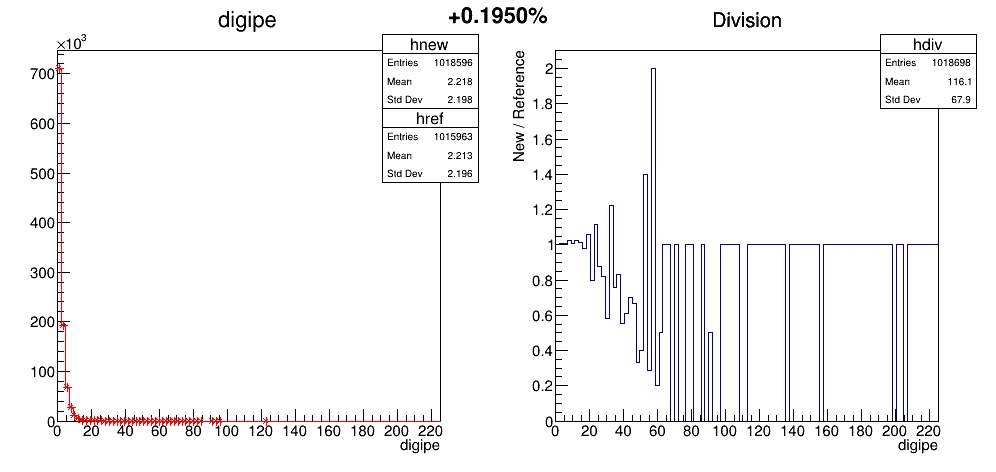 digipe
+0.1950%
Division
×10³
700
600
500
400
300
200
100
0
0 20 40 60 80 100 120 140 160 180 200 220
digipe
hnew
Entries 1018596
Mean 2.218
Std Dev 2.198
href
Entries 1015963
Mean 2.213
Std Dev 2.196
New / Reference
2
1.8
1.6
1.4
1.2
1
0.8
0.6
0.4
0.2
0
0 20 40 60 80 100 120 140 160 180 200 220
digipe
hdiv
Entries 1018698
Mean 116.1
Std Dev 67.9